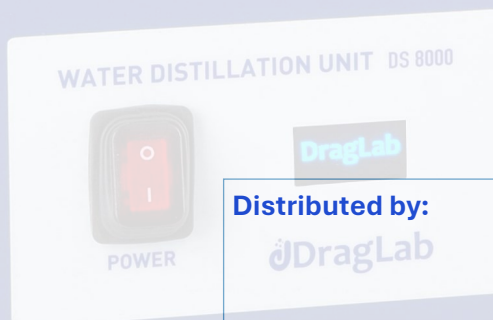 WATER DISTILLATION UNIT DS 8000
DragLab
O
I
Distributed by:
POWER
DragLab